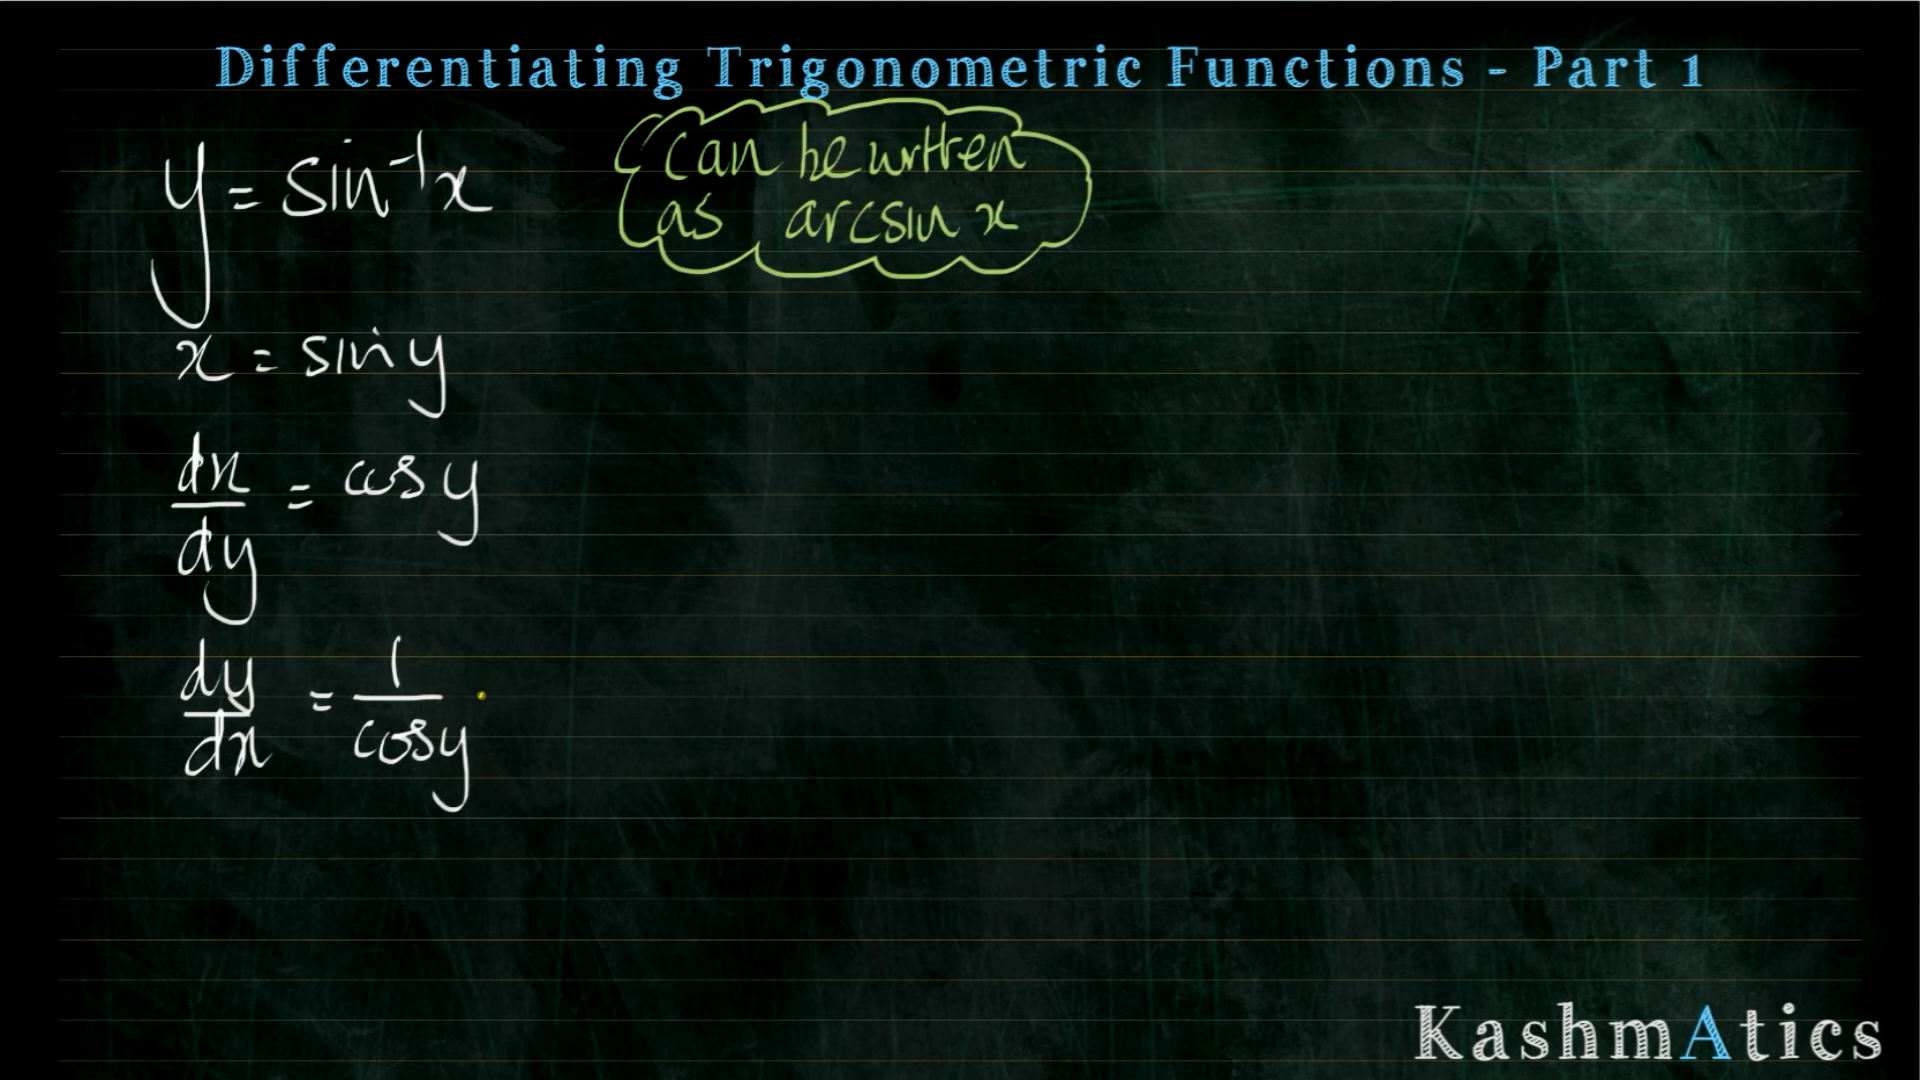 Differentiating Trigonometric Functions - Part 1
y = sin⁻¹x
can be written
as arcsin x
x = sin y
dx/dy = cos y
dy/dx = 1/cosy
KashmAtics